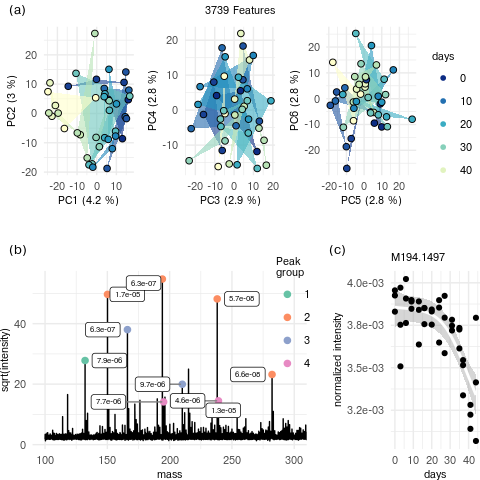 (a)
3739 Features
PC2 (3 %)
20
10
0
-10
-20
-20 -10 0 10
PC1 (4.2 %)
PC4 (2.8 %)
20
10
0
-10
-20 -10 0 10 20
PC3 (2.9 %)
PC6 (2.8 %)
20
10
0
-10
-20
-20 0 20
PC5 (2.8 %)
days
0
10
20
30
40
(b)
sqrt(intensity)
40
20
0
100 150 200 250 300
mass
6.3e-07
1.7e-05
5.7e-08
6.3e-07
7.9e-06
9.7e-06
6.6e-08
7.7e-06
4.6e-06
1.3e-05
Peak
group
1
2
3
4
(c)
M194.1497
normalized intensity
4.0e-03
3.8e-03
3.5e-03
3.2e-03
0 10 20 30 40
days